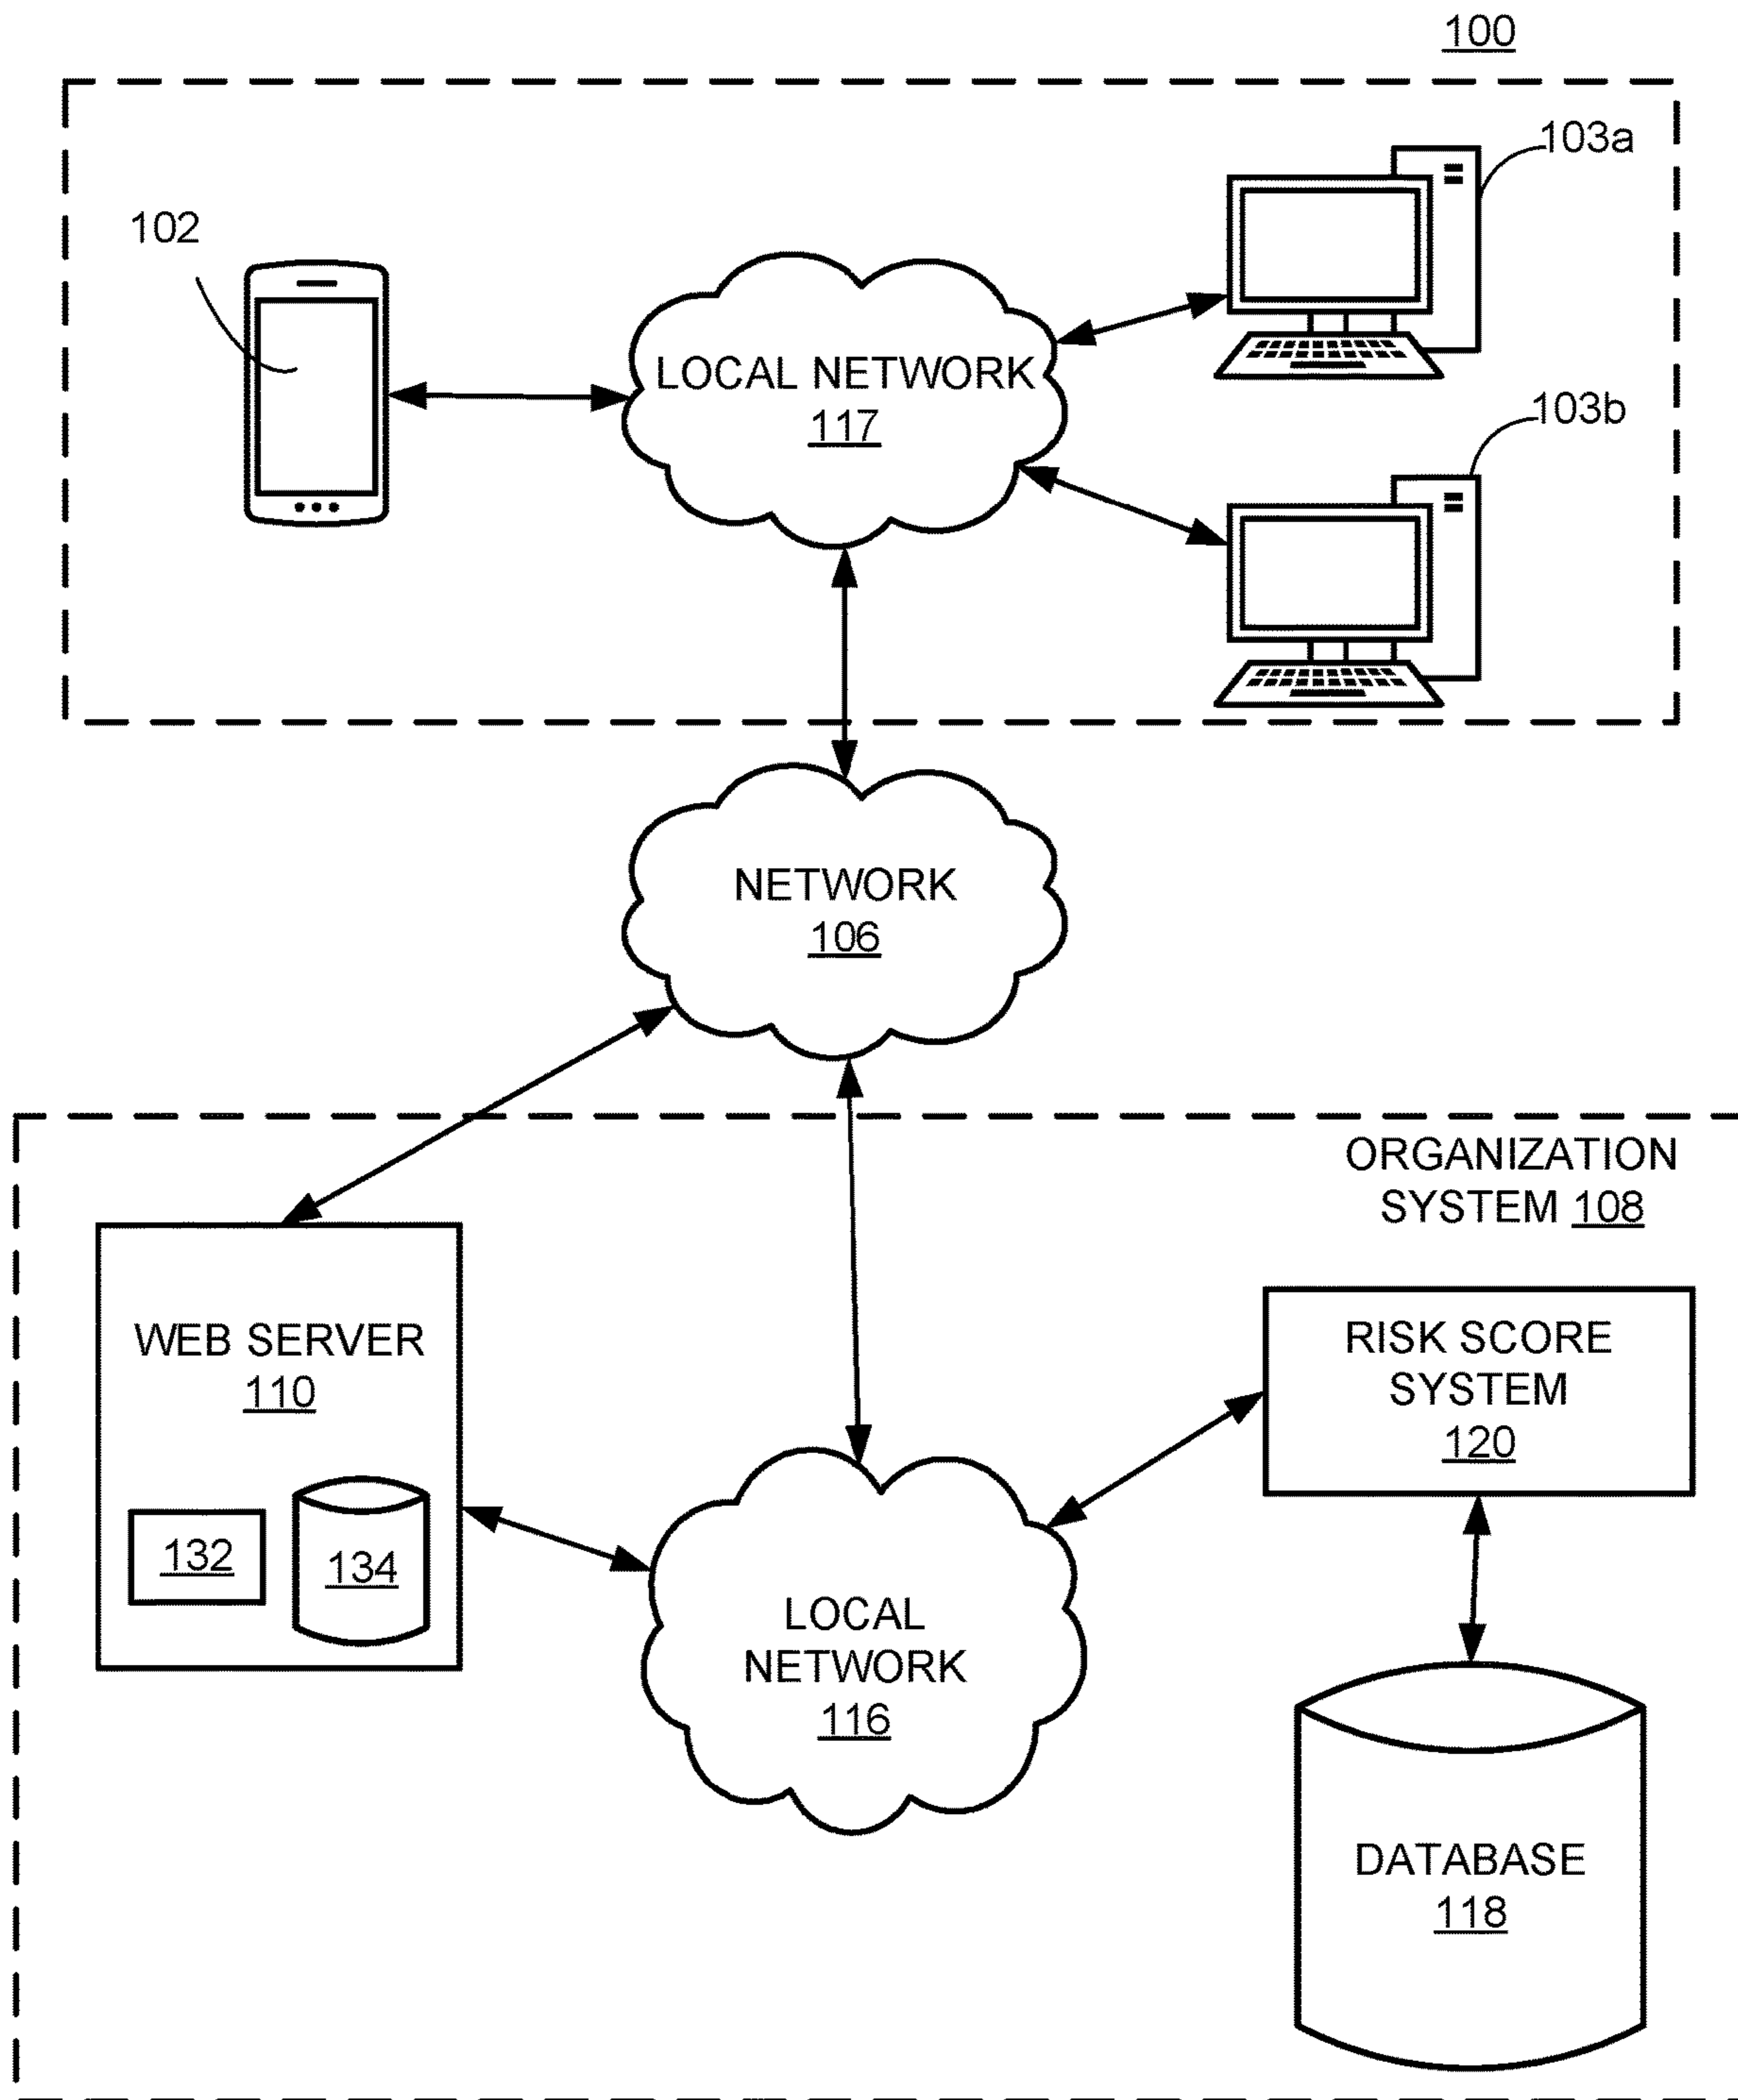 100
103a
102
LOCAL NETWORK
117
103b
NETWORK
106
ORGANIZATION
SYSTEM 108
WEB SERVER
110
RISK SCORE
SYSTEM
120
132
134
LOCAL
NETWORK
116
DATABASE
118